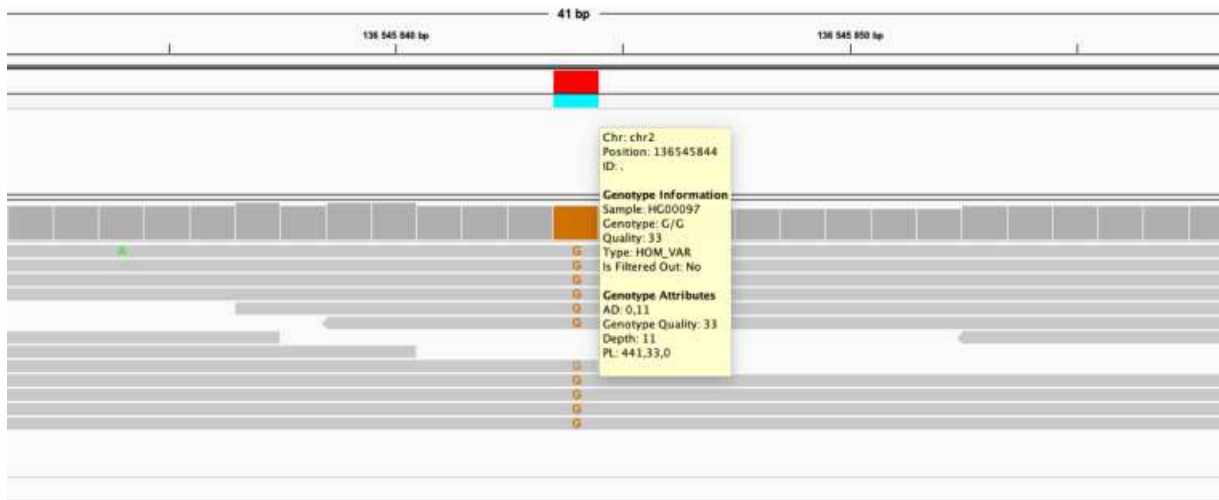 41 bp
136 545 840 bp
136 545 850 bp
Chr: chr2
Position: 136545844
ID: .
Genotype Information
Sample: HG00097
Genotype: G/G
Quality: 33
Type: HOM_VAR
Is Filtered Out: No
Genotype Attributes
AD: 0,11
Genotype Quality: 33
Depth: 11
PL: 441,33,0
A
G
G
G
G
G
G
G
G
G
G
G